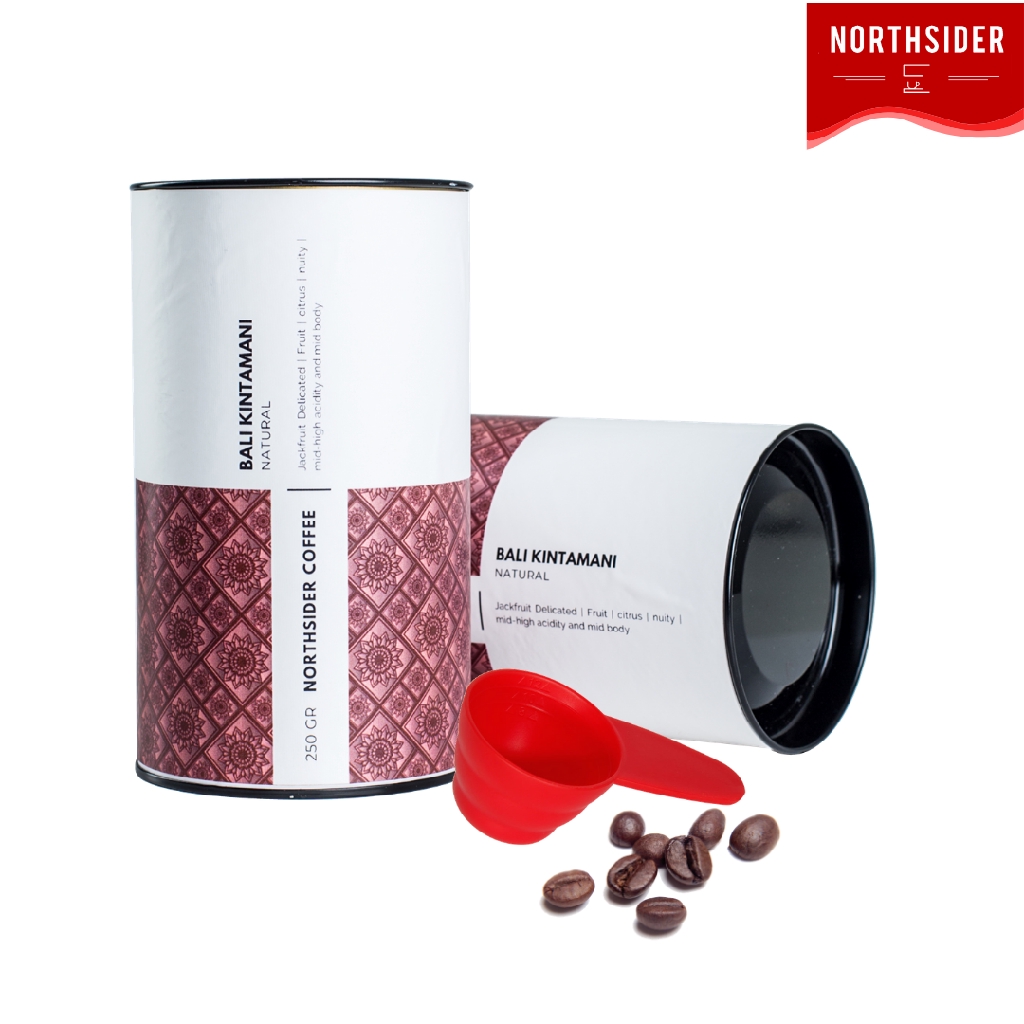 NORTHSIDER
BALI KINTAMANI
NATURAL
Jackfruit Delicated | Fruit | citrus | nuity |
mid-high acidity and mid body
250 GR NORTHSIDER COFFEE
BALI KINTAMANI
NATURAL
Jackfruit Delicated | Fruit | citrus | nuity |
mid-high acidity and mid body